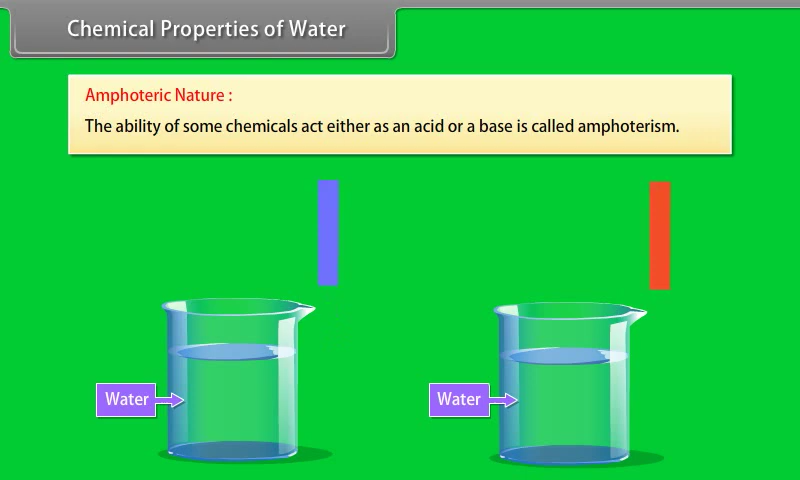 Chemical Properties of Water
Amphoteric Nature :
The ability of some chemicals act either as an acid or a base is called amphoterism.
Water
Water